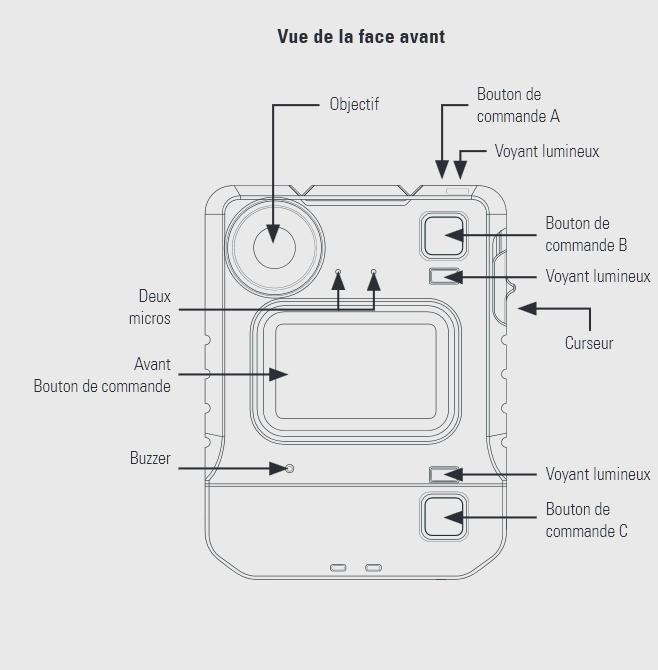 Vue de la face avant
Objectif
Bouton de
commande A
Voyant lumineux
Bouton de
commande B
Voyant lumineux
Deux
micros
Curseur
Avant
Bouton de commande
Buzzer
Voyant lumineux
Bouton de
commande C